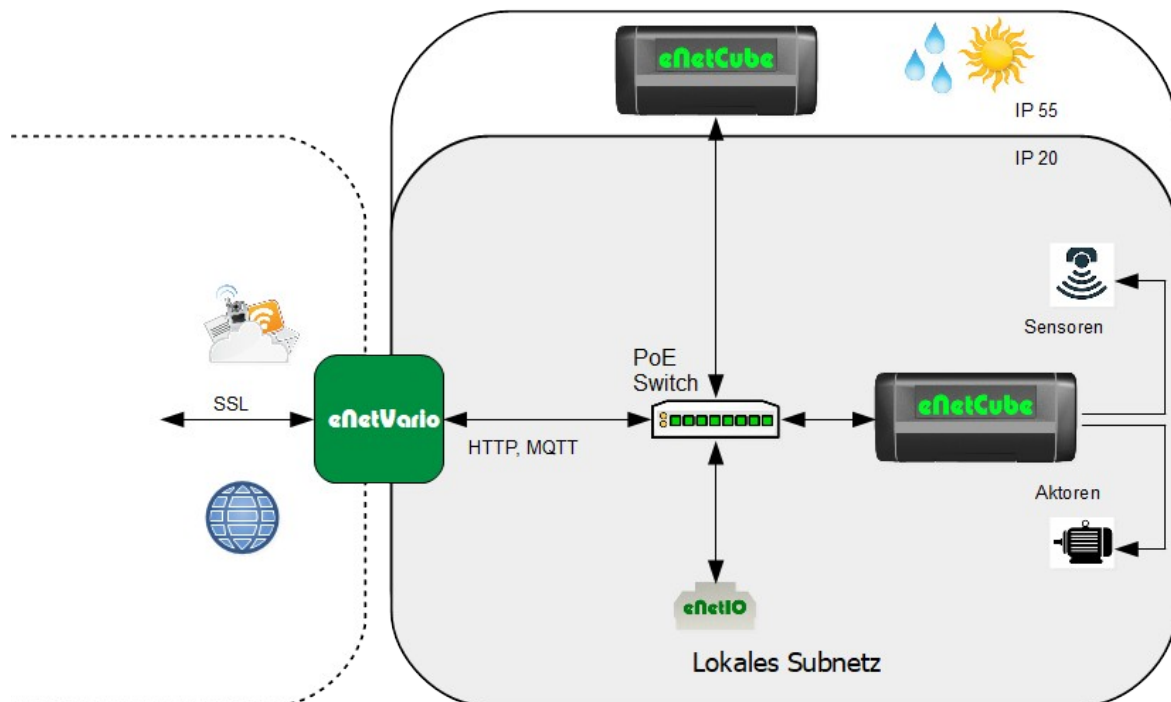 eNetCube
IP 55
IP 20
Sensoren
PoE
Switch
SSL
eNetVario
HTTP, MQTT
eNetCube
Aktoren
eNetIO
Lokales Subnetz